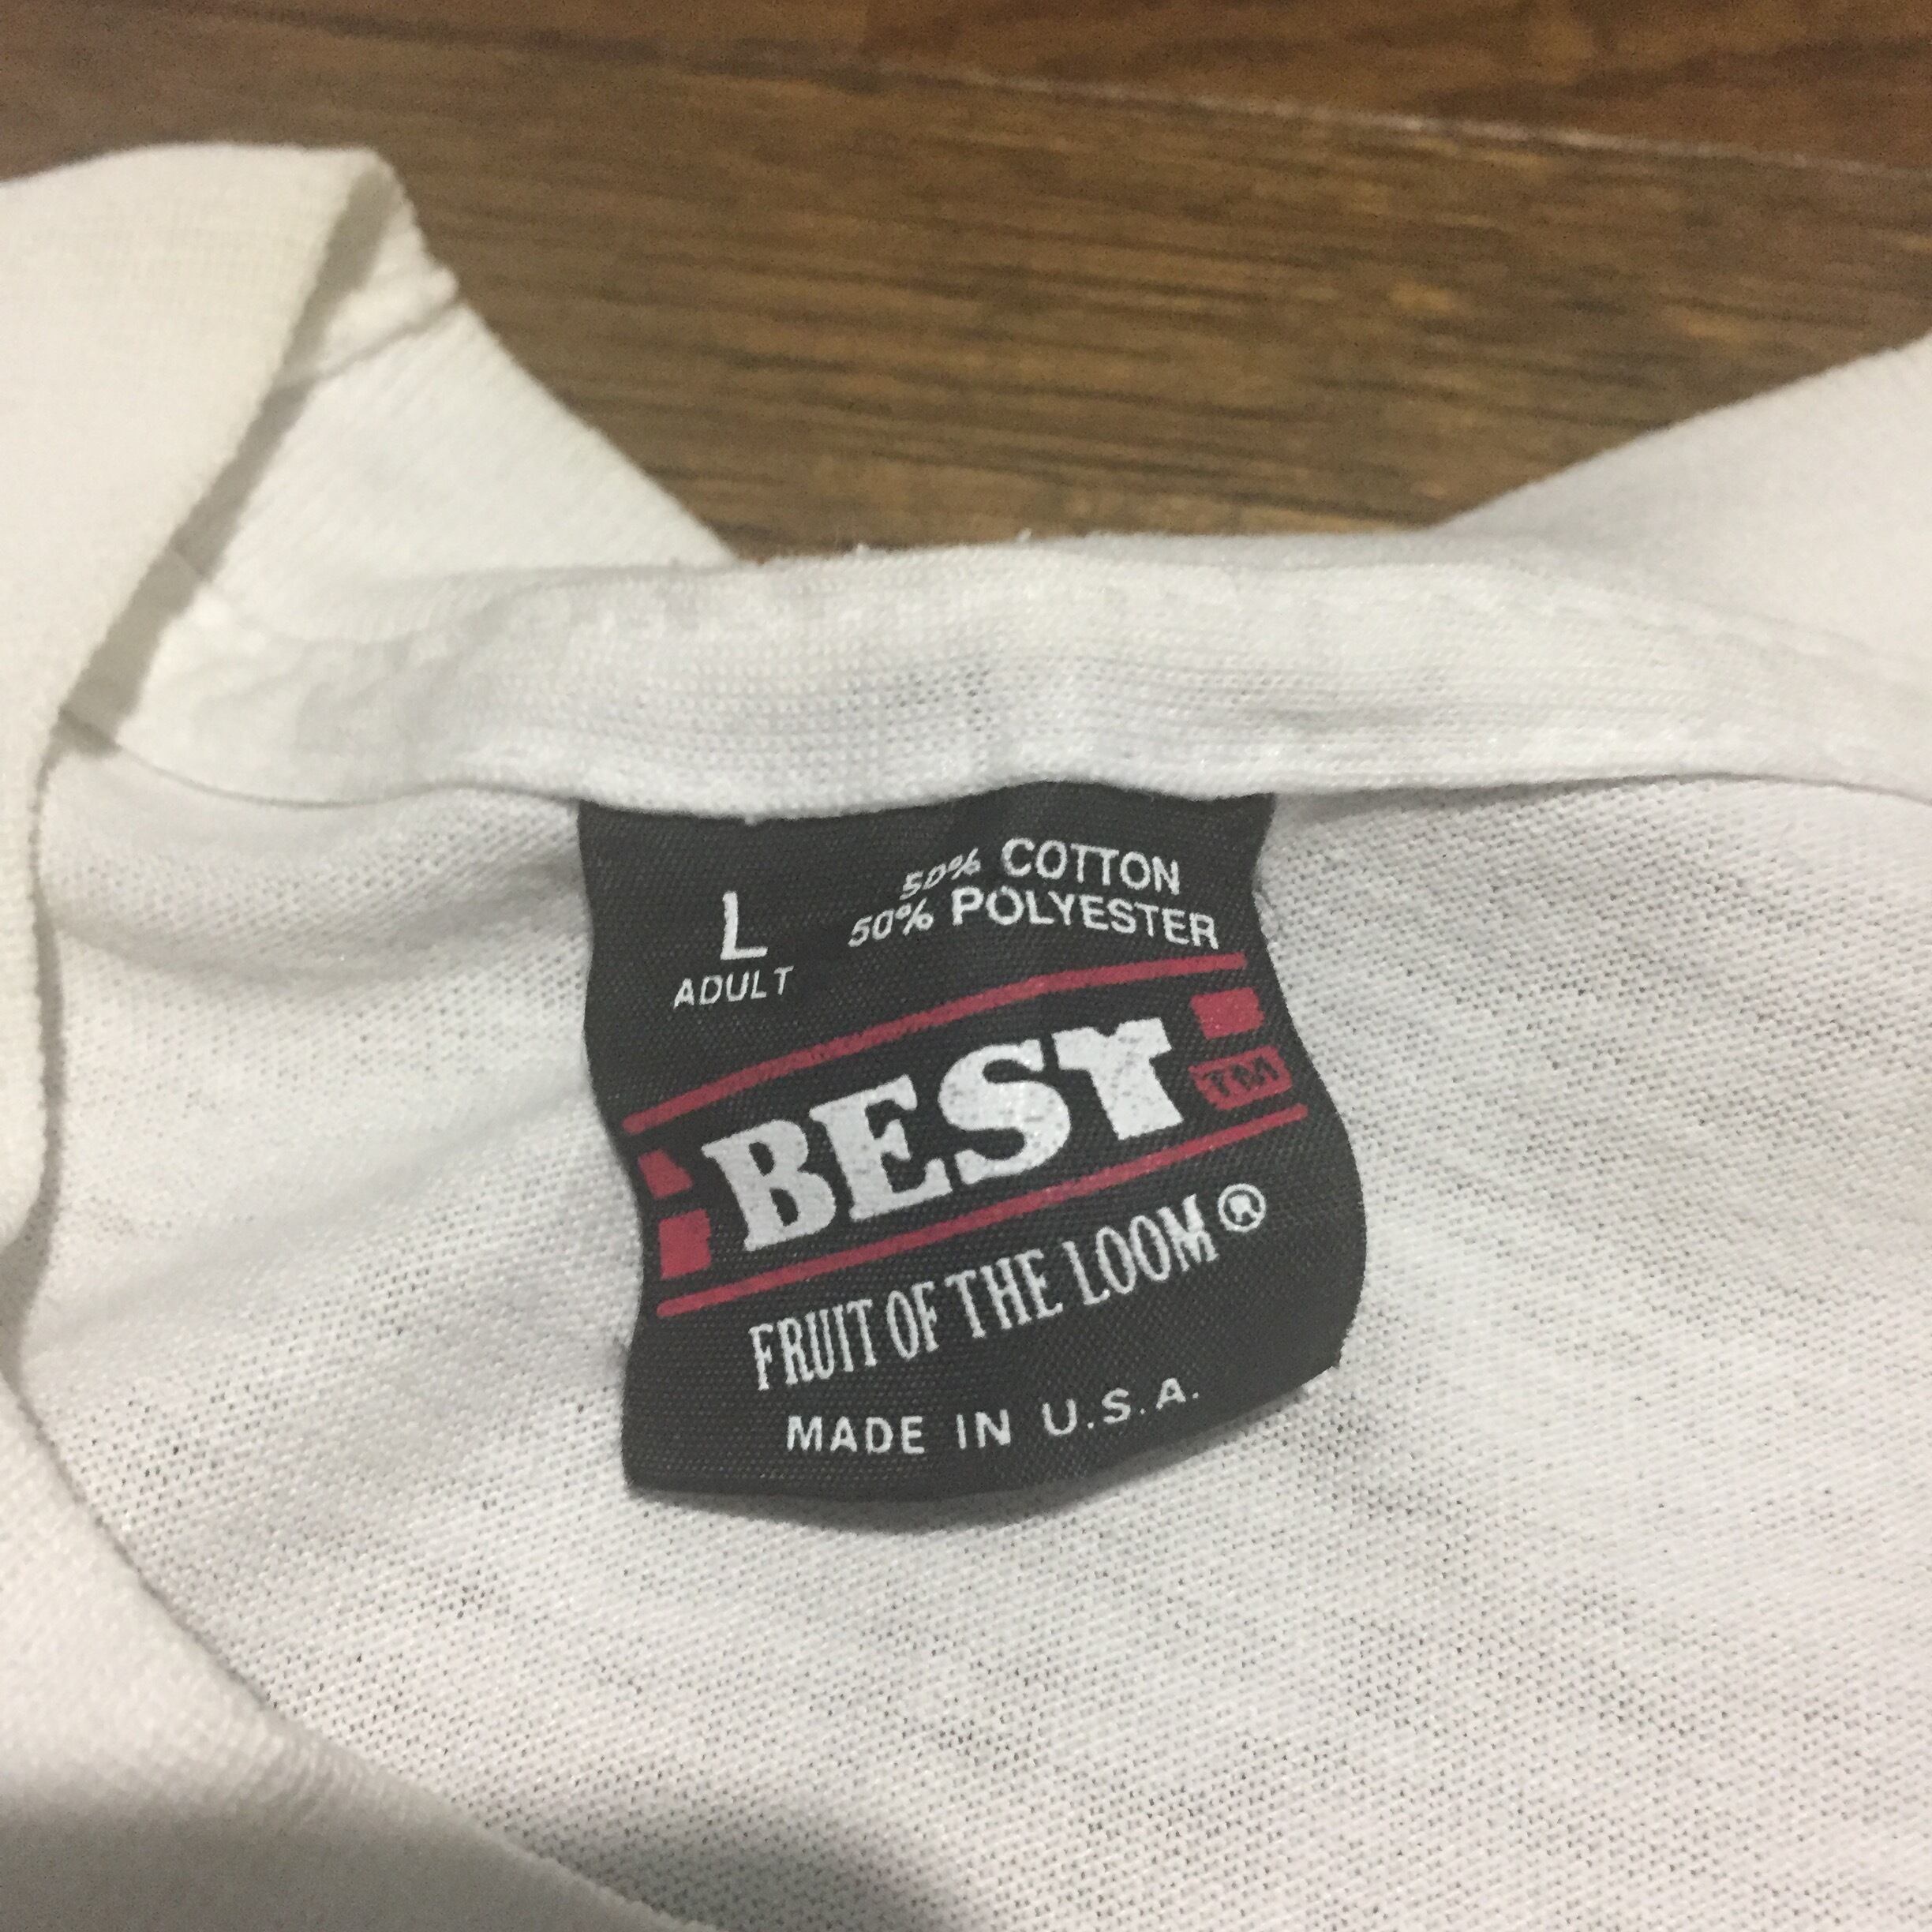 L
ADULT
50% COTTON
50% POLYESTER
BEST
TM
FRUIT OF THE LOOM®
MADE IN U.S.A.